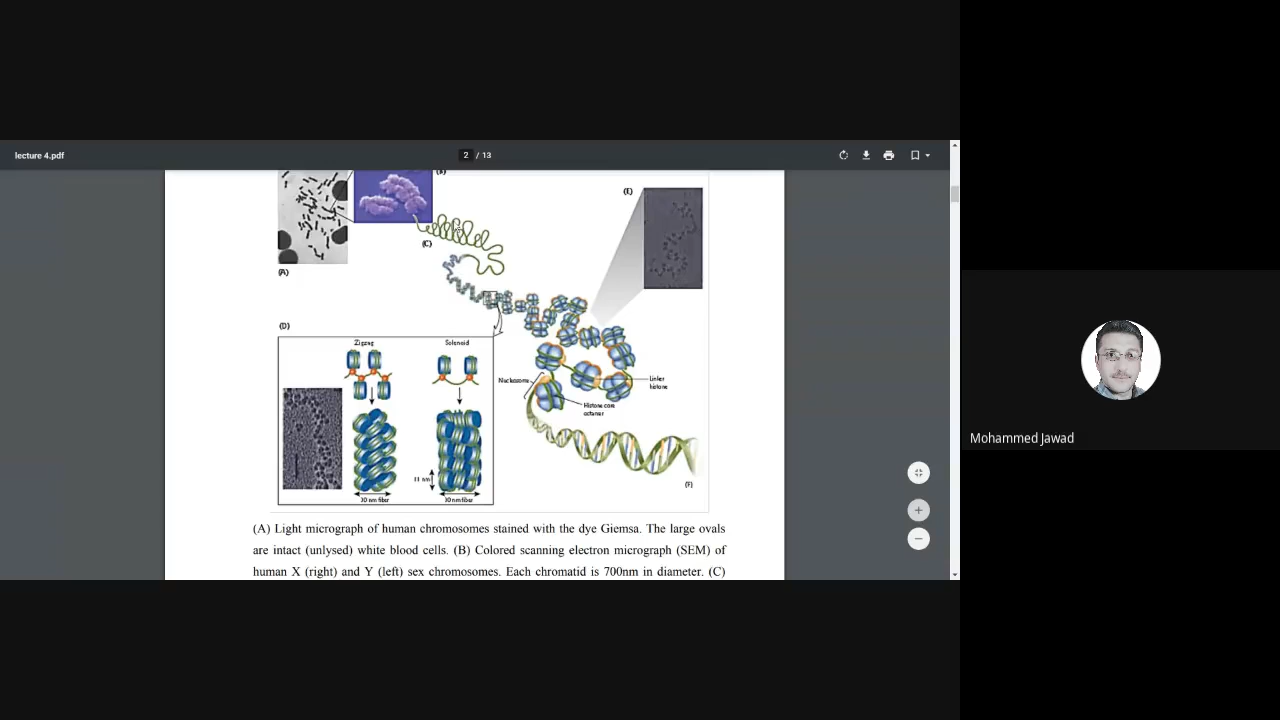 lecture 4.pdf
2 / 13
(B)
(E)
(C)
(A)
(D)
Zigzag
Solenoid
Nucleosome
Linker
histone
Histone core
octamer
11 nm
30 nm fiber
30 nm fiber
(F)
(A) Light micrograph of human chromosomes stained with the dye Giemsa. The large ovals
are intact (unlysed) white blood cells. (B) Colored scanning electron micrograph (SEM) of
human X (right) and Y (left) sex chromosomes. Each chromatid is 700nm in diameter. (C)
Mohammed Jawad